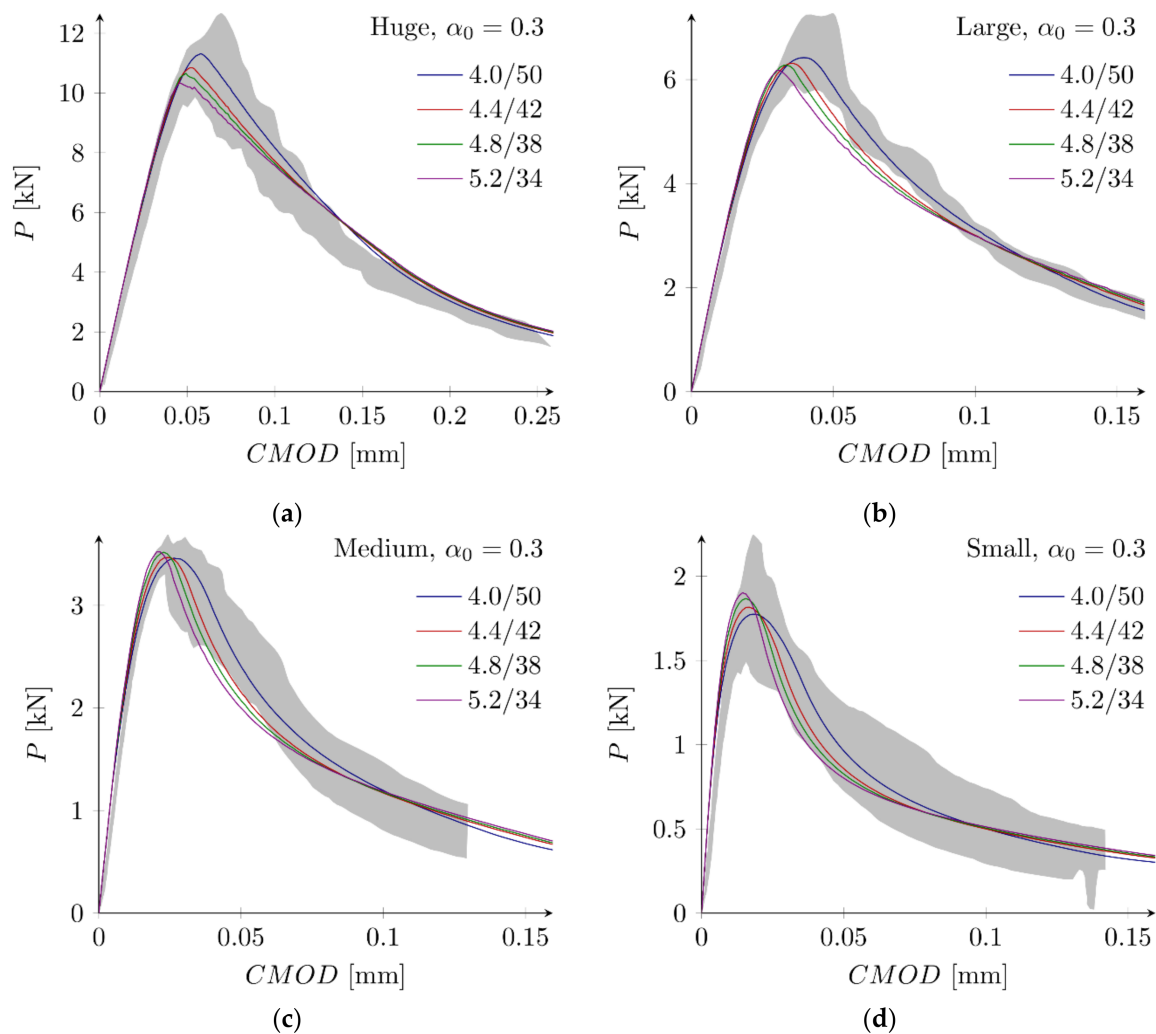 Huge, α₀ = 0.3
4.0/50
4.4/42
4.8/38
5.2/34
P [kN]
12
10
8
6
4
2
0
0 0.05 0.1 0.15 0.2 0.25
CMOD [mm]
(a)
Large, α₀ = 0.3
4.0/50
4.4/42
4.8/38
5.2/34
P [kN]
6
4
2
0
0 0.05 0.1 0.15
CMOD [mm]
(b)
Medium, α₀ = 0.3
4.0/50
4.4/42
4.8/38
5.2/34
P [kN]
3
2
1
0
0 0.05 0.1 0.15
CMOD [mm]
(c)
Small, α₀ = 0.3
4.0/50
4.4/42
4.8/38
5.2/34
P [kN]
2
1.5
1
0.5
0
0 0.05 0.1 0.15
CMOD [mm]
(d)